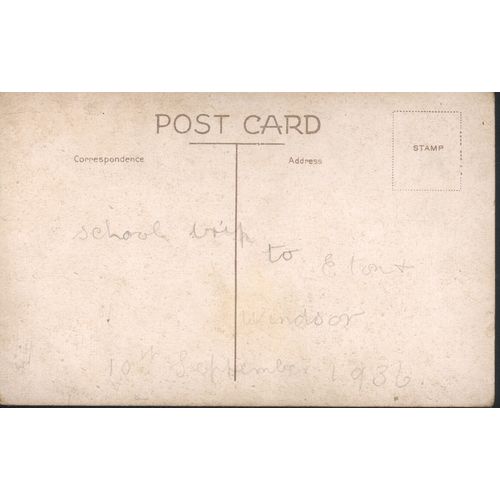 POST CARD
Correspondence
Address
STAMP
school trip to Eton +
Windsor
10th September 1936.